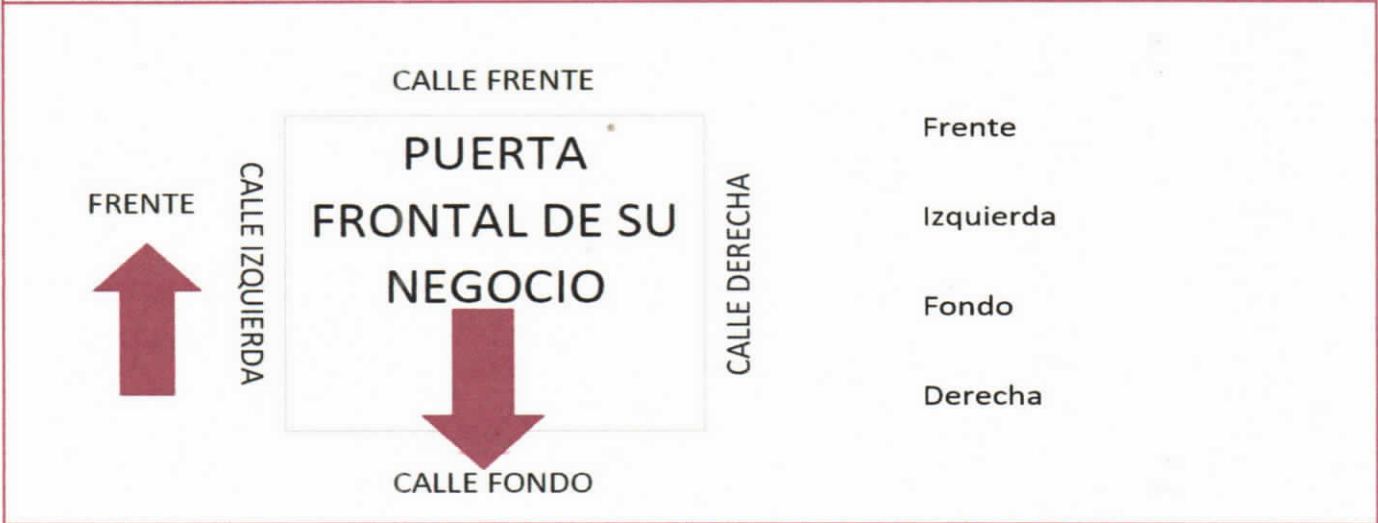 CALLE FRENTE
PUERTA
FRONTAL DE SU
NEGOCIO
FRENTE
CALLE IZQUIERDA
CALLE DERECHA
CALLE FONDO
Frente
Izquierda
Fondo
Derecha